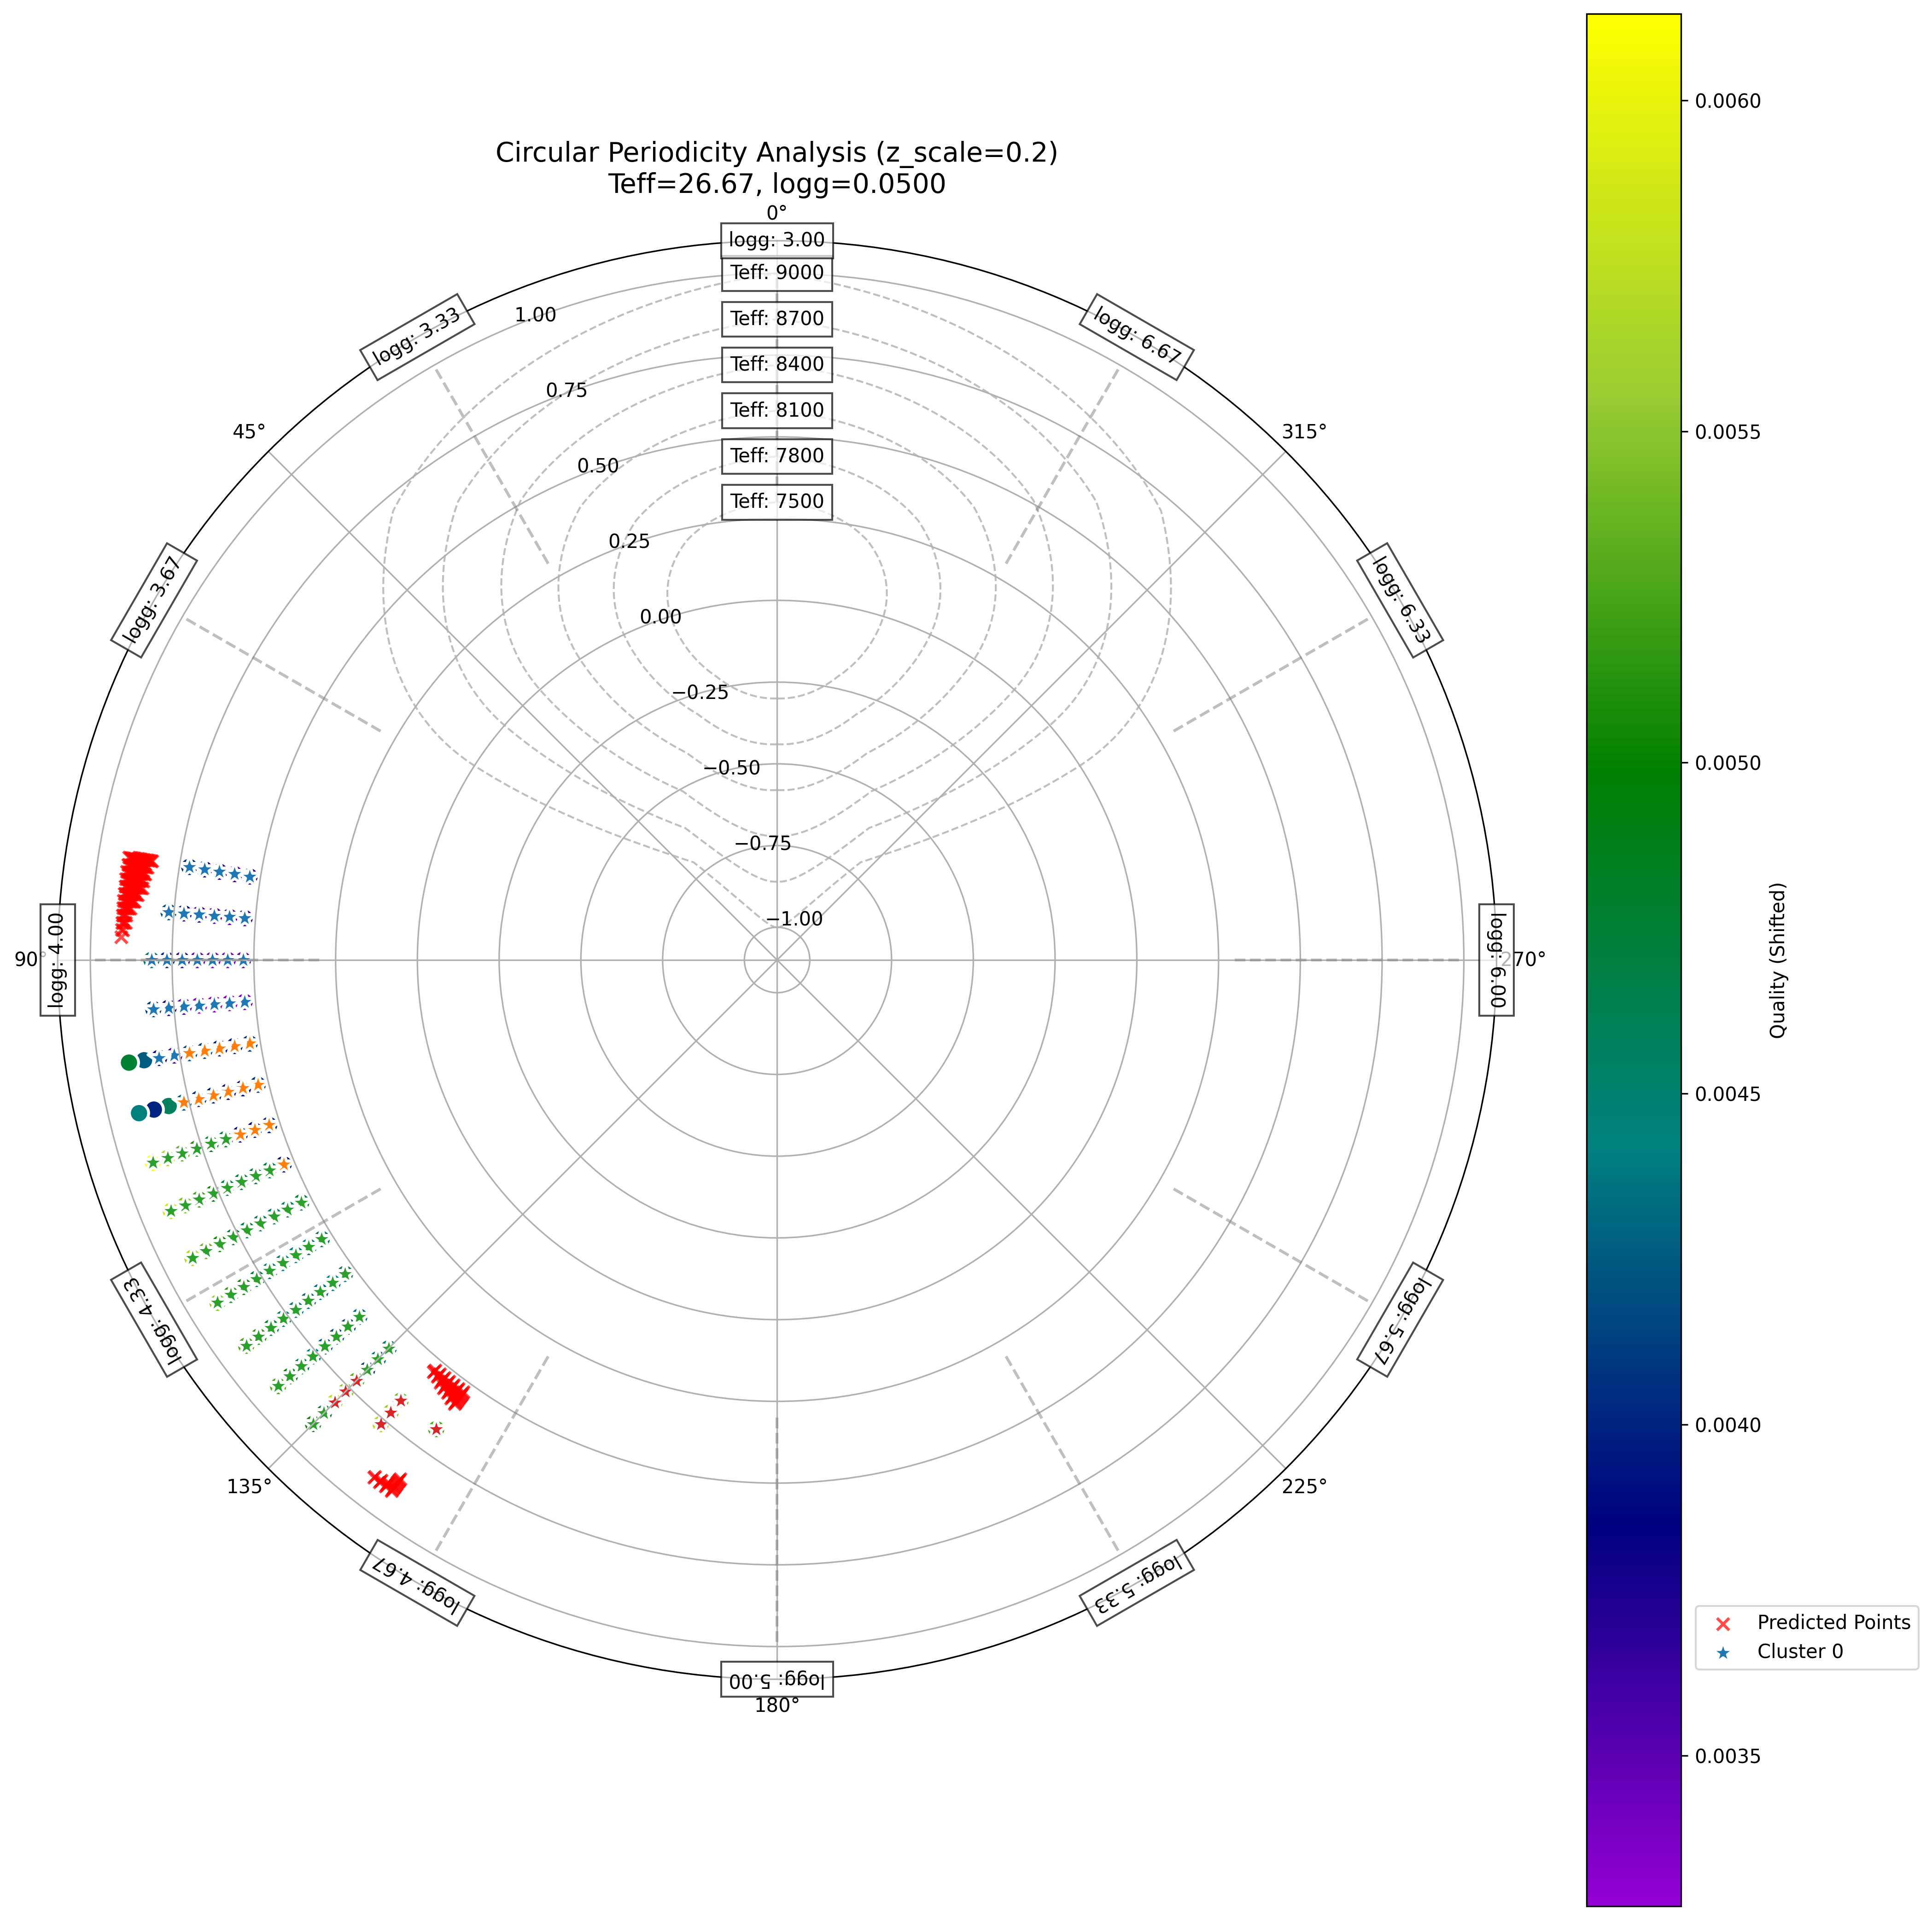 Circular Periodicity Analysis (z_scale=0.2)
Teff=26.67, logg=0.0500
0°
logg: 3.00
Teff: 9000
Teff: 8700
Teff: 8400
Teff: 8100
Teff: 7800
Teff: 7500
logg: 3.33
logg: 6.67
1.00
0.75
0.50
0.25
0.00
−0.25
−0.50
−0.75
−1.00
45°
315°
logg: 3.67
logg: 6.33
90°
logg: 4.00
logg: 6.00
270°
logg: 4.33
logg: 5.67
135°
225°
logg: 4.67
logg: 5.33
logg: 5.00
180°
0.0060
0.0055
0.0050
0.0045
0.0040
0.0035
Quality (Shifted)
Predicted Points
Cluster 0